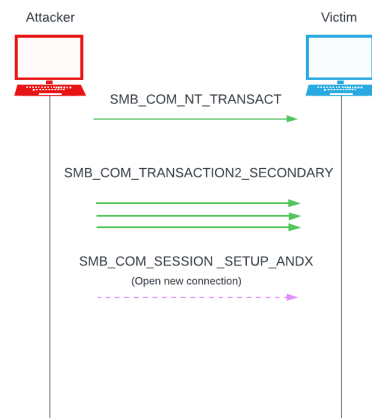 Attacker
Victim
SMB_COM_NT_TRANSACT
SMB_COM_TRANSACTION2_SECONDARY
SMB_COM_SESSION _SETUP_ANDX
(Open new connection)